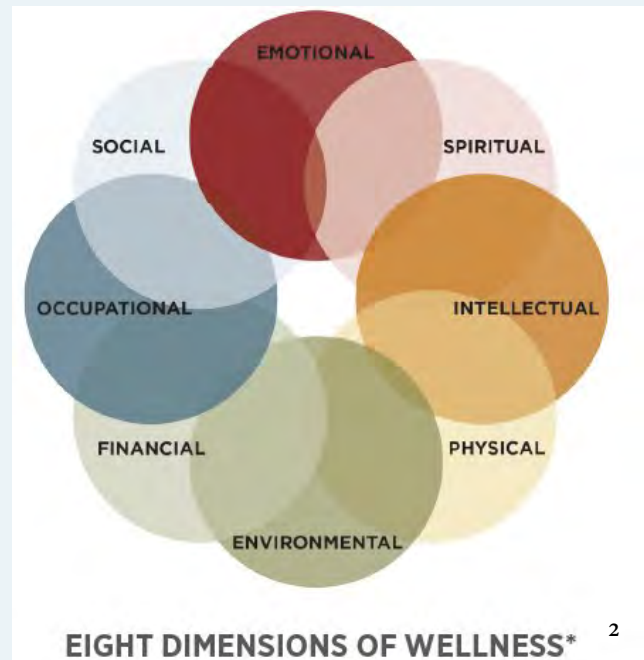 EMOTIONAL
SOCIAL
SPIRITUAL
OCCUPATIONAL
INTELLECTUAL
FINANCIAL
PHYSICAL
ENVIRONMENTAL
EIGHT DIMENSIONS OF WELLNESS* 2